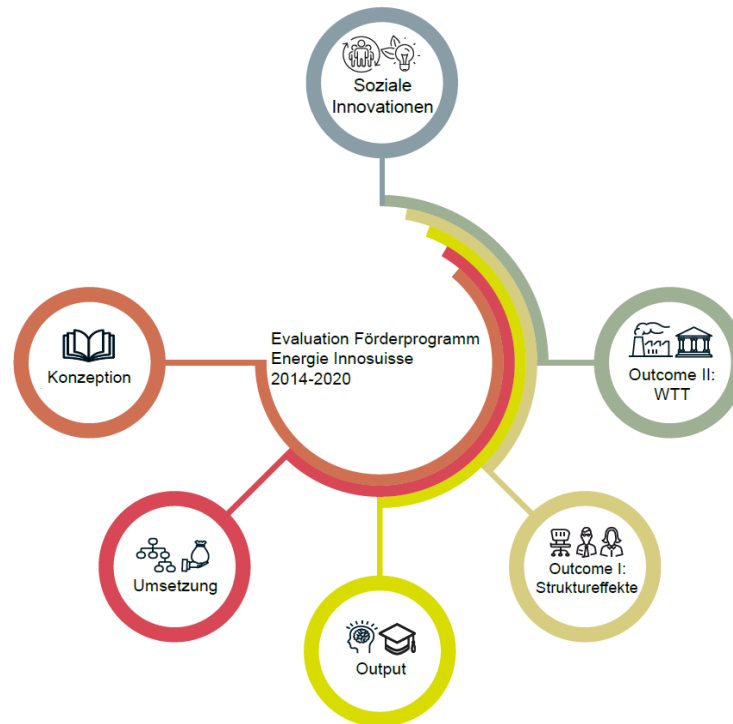 Soziale
Innovationen
Evaluation Förderprogramm
Energie Innosuisse
2014-2020
Konzeption
Outcome II:
WTT
Umsetzung
Outcome I:
Struktureffekte
Output